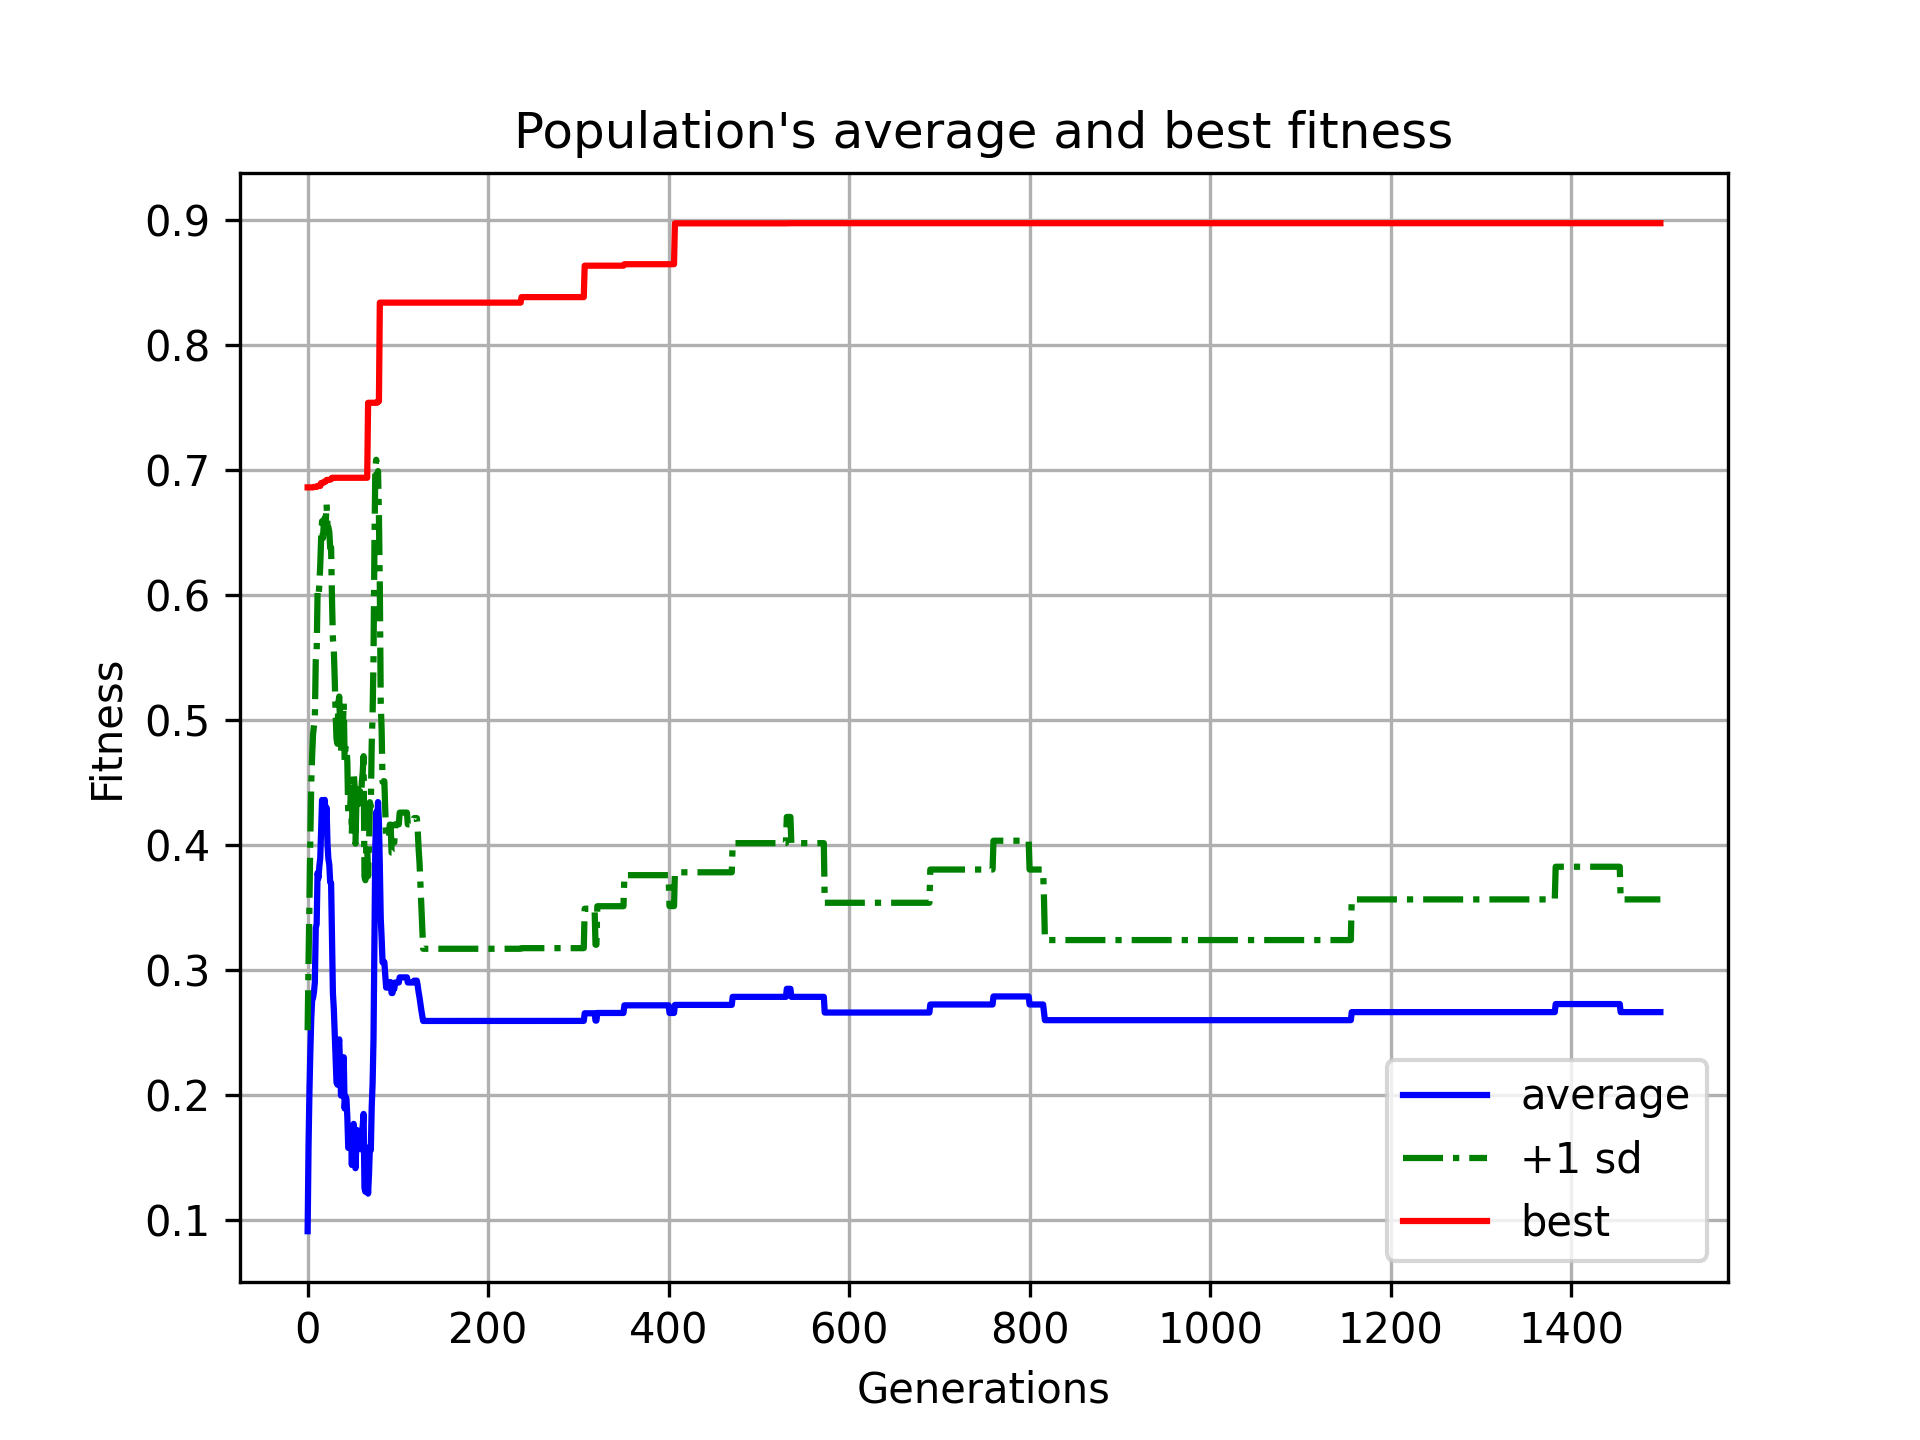 Population's average and best fitness
Fitness
0.9
0.8
0.7
0.6
0.5
0.4
0.3
0.2
0.1
0 200 400 600 800 1000 1200 1400
Generations
average
+1 sd
best